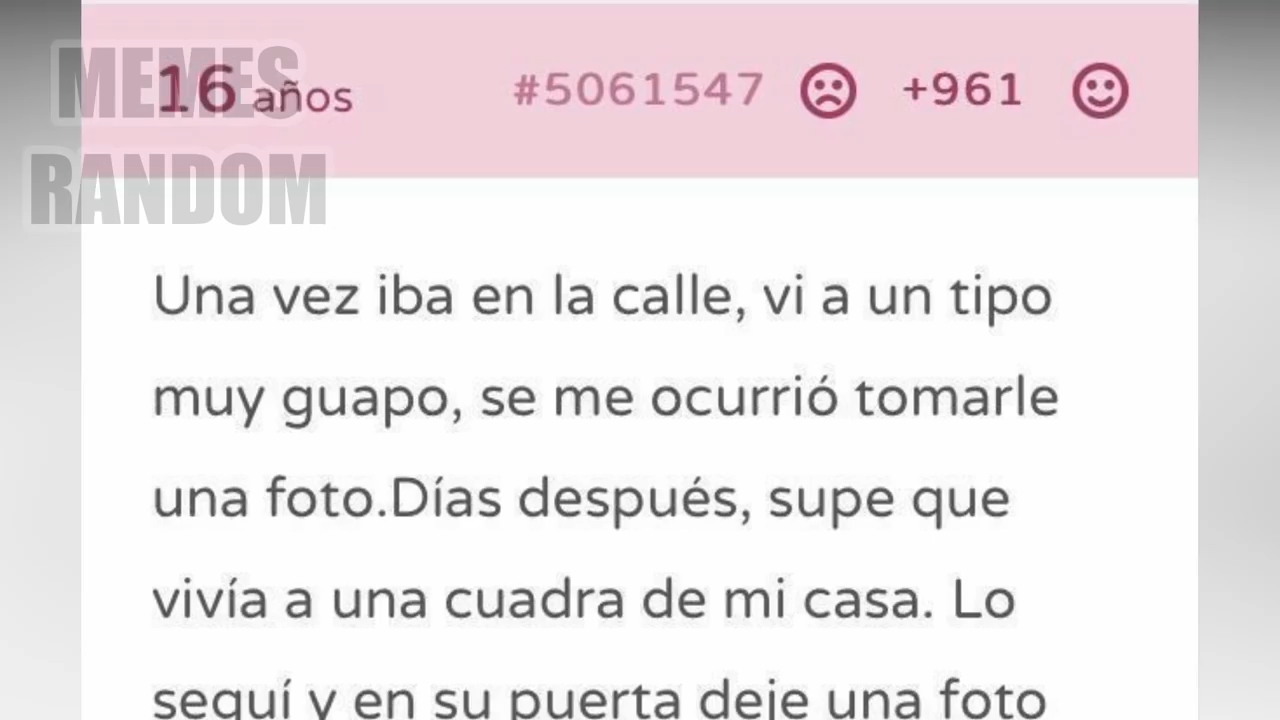 MEMES
RANDOM
16 años #5061547 +961
Una vez iba en la calle, vi a un tipo
muy guapo, se me ocurrió tomarle
una foto.Días después, supe que
vivía a una cuadra de mi casa. Lo
seguí y en su puerta deje una foto